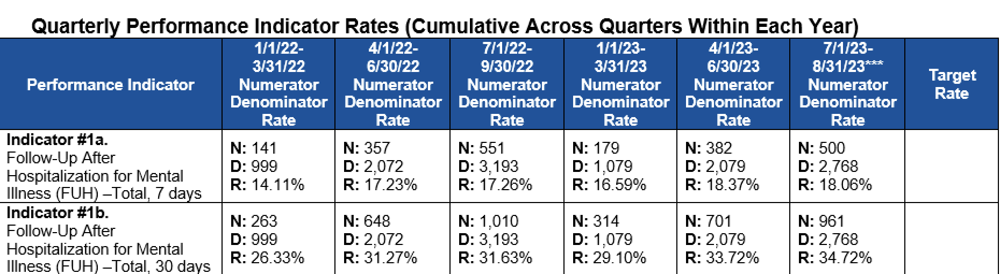 Quarterly Performance Indicator Rates (Cumulative Across Quarters Within Each Year)
Performance Indicator
1/1/22-
3/31/22
Numerator
Denominator
Rate
4/1/22-
6/30/22
Numerator
Denominator
Rate
7/1/22-
9/30/22
Numerator
Denominator
Rate
1/1/23-
3/31/23
Numerator
Denominator
Rate
4/1/23-
6/30/23
Numerator
Denominator
Rate
7/1/23-
8/31/23***
Numerator
Denominator
Rate
Target
Rate
Indicator #1a.
Follow-Up After
Hospitalization for Mental
Illness (FUH) –Total, 7 days
N: 141
D: 999
R: 14.11%
N: 357
D: 2,072
R: 17.23%
N: 551
D: 3,193
R: 17.26%
N: 179
D: 1,079
R: 16.59%
N: 382
D: 2,079
R: 18.37%
N: 500
D: 2,768
R: 18.06%
Indicator #1b.
Follow-Up After
Hospitalization for Mental
Illness (FUH) –Total, 30 days
N: 263
D: 999
R: 26.33%
N: 648
D: 2,072
R: 31.27%
N: 1,010
D: 3,193
R: 31.63%
N: 314
D: 1,079
R: 29.10%
N: 701
D: 2,079
R: 33.72%
N: 961
D: 2,768
R: 34.72%